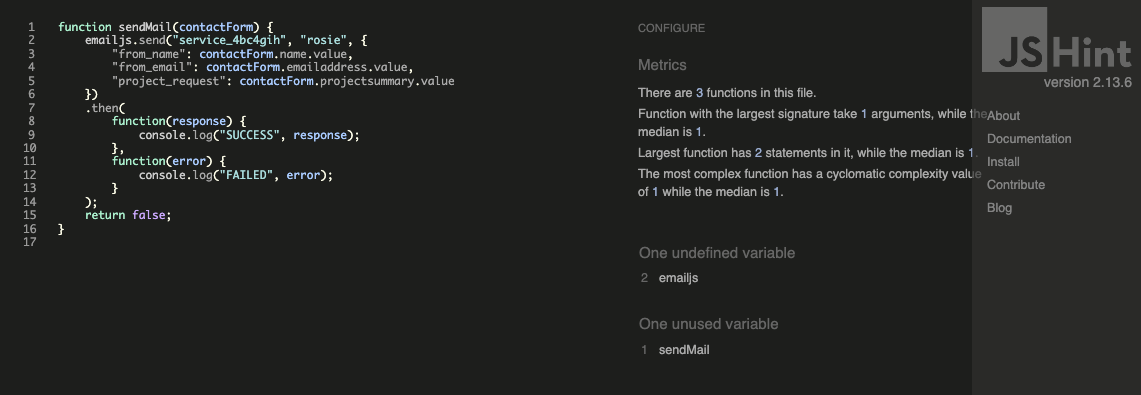 1 function sendMail(contactForm) {
2 emailjs.send("service_4bc4gih", "rosie", {
3 "from_name": contactForm.name.value,
4 "from_email": contactForm.emailaddress.value,
5 "project_request": contactForm.projectsummary.value
6 })
7 .then(
8 function(response) {
9 console.log("SUCCESS", response);
10 },
11 function(error) {
12 console.log("FAILED", error);
13 }
14 );
15 return false;
16 }
17
CONFIGURE
Metrics
There are 3 functions in this file.
Function with the largest signature take 1 arguments, while the
median is 1.
Largest function has 2 statements in it, while the median is 1.
The most complex function has a cyclomatic complexity value
of 1 while the median is 1.
One undefined variable
2 emailjs
One unused variable
1 sendMail
JSHint
version 2.13.6
About
Documentation
Install
Contribute
Blog